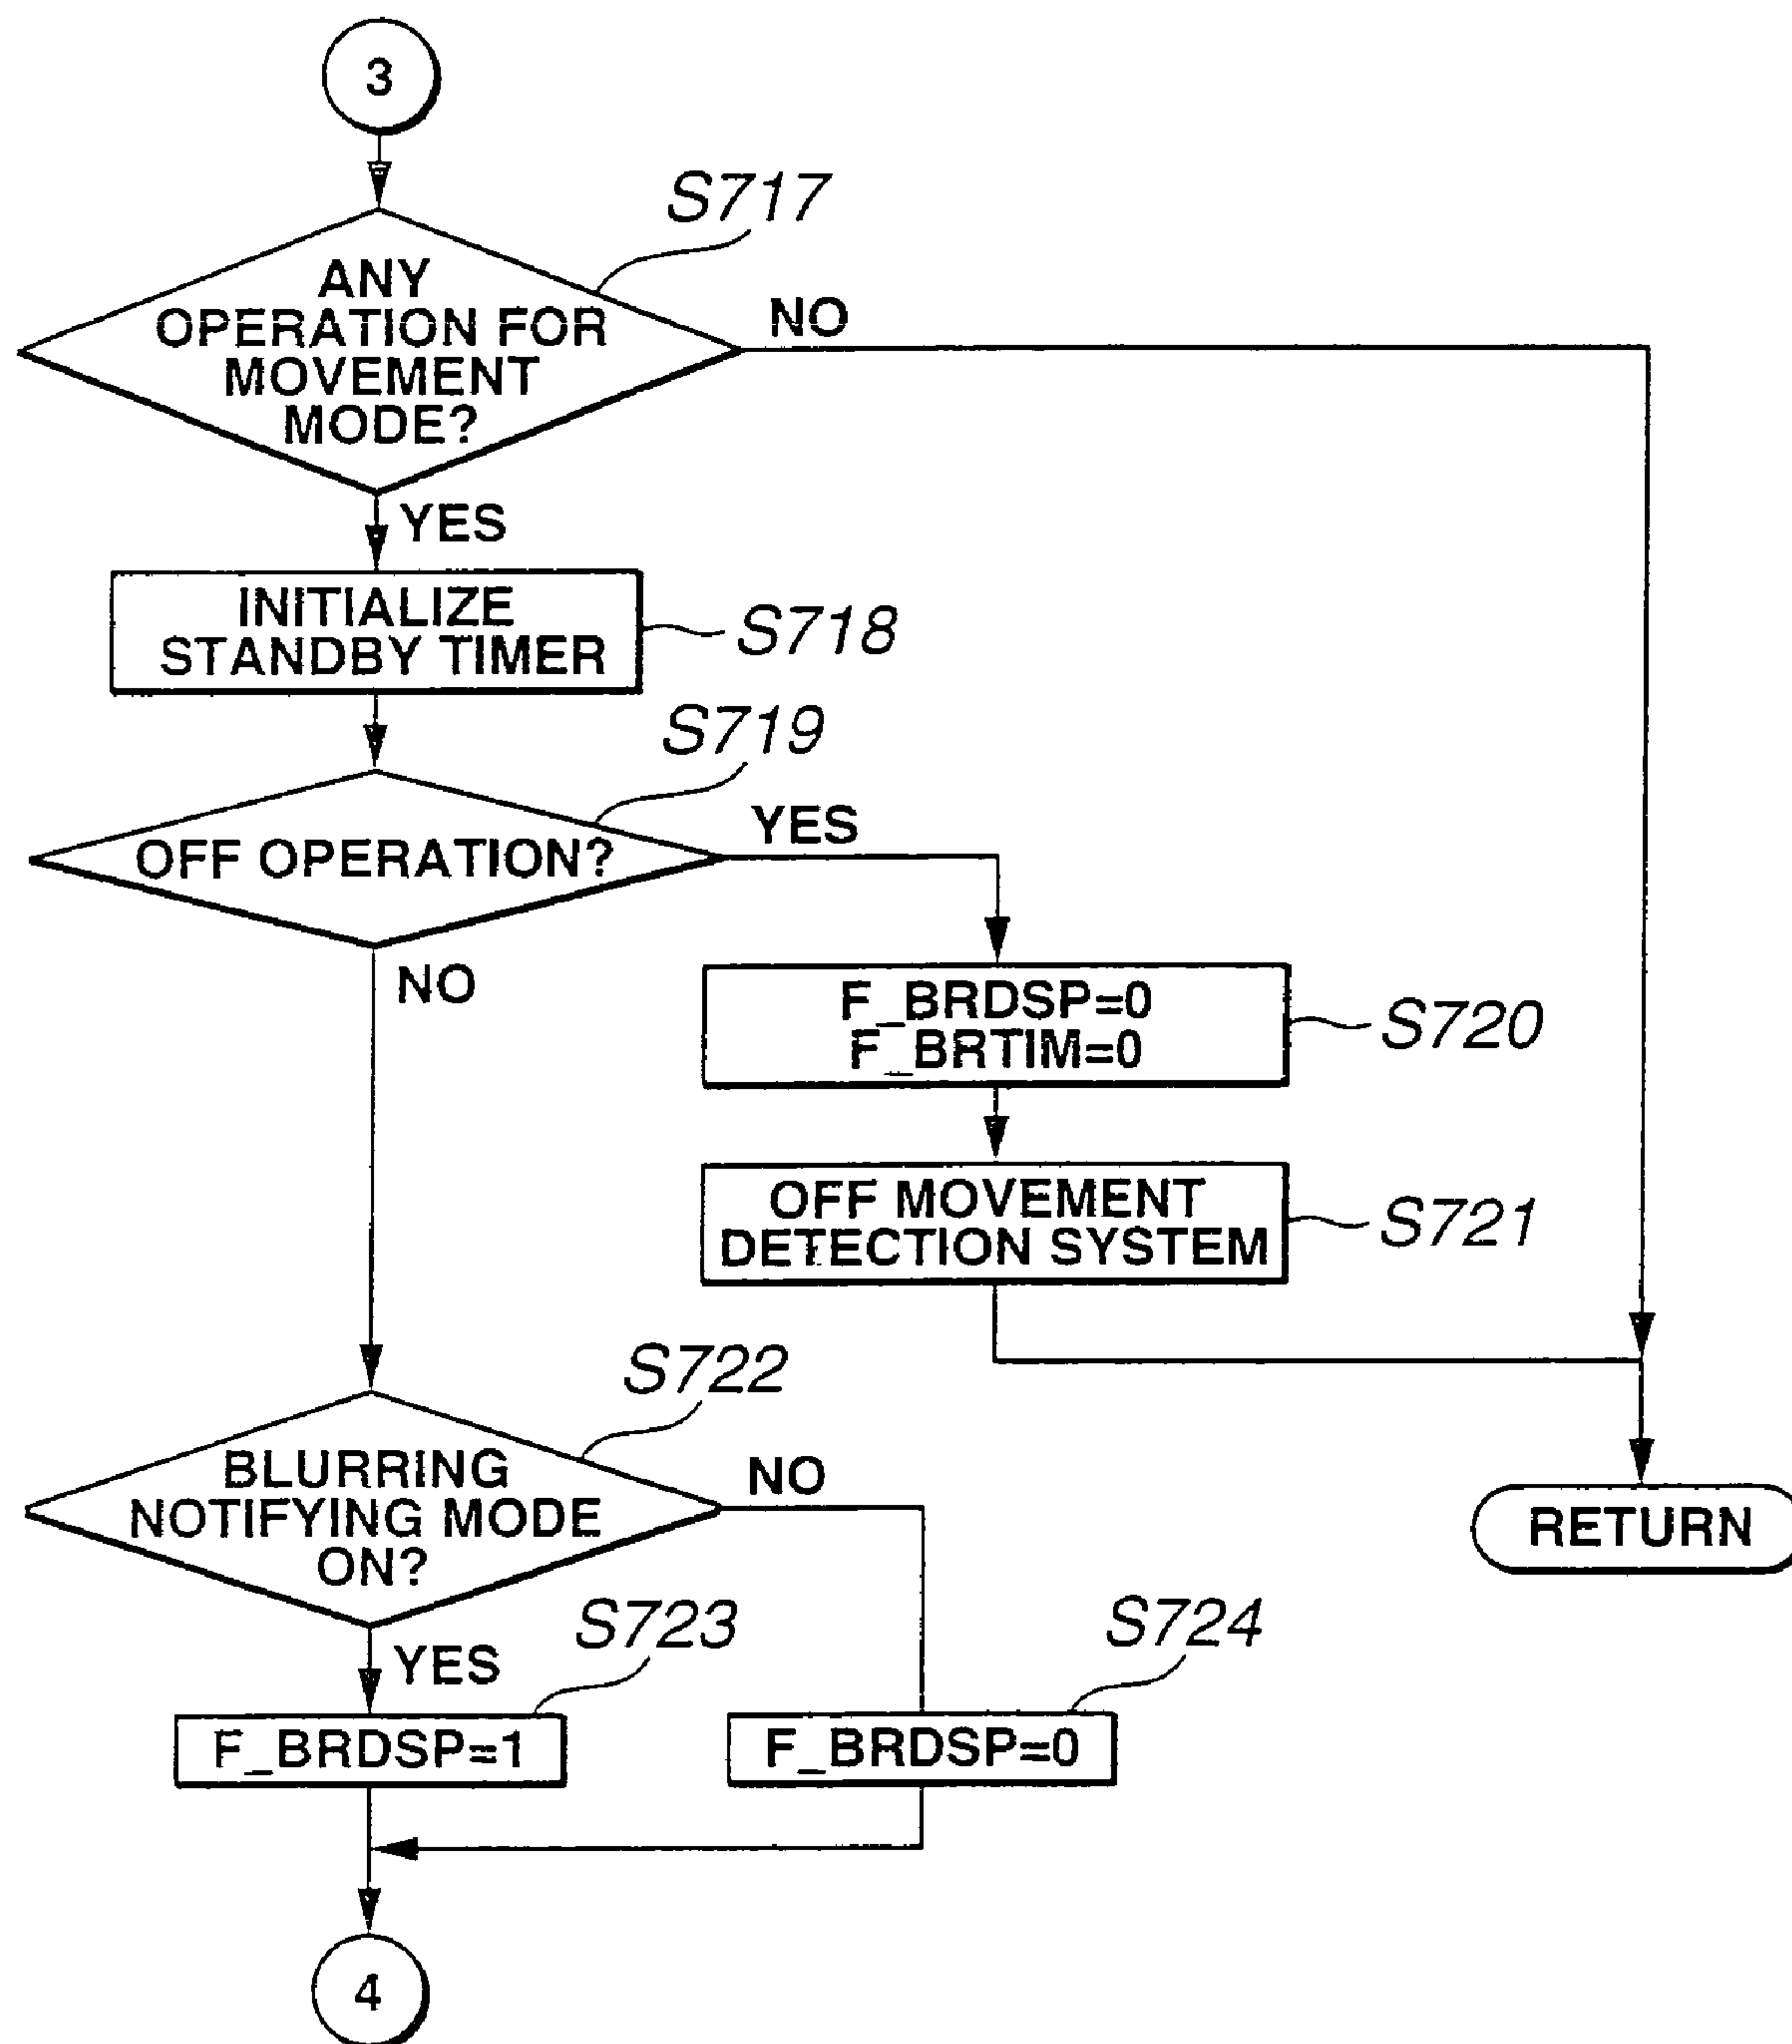 3
S717
ANY
OPERATION FOR
MOVEMENT
MODE?
NO
YES
INITIALIZE
STANDBY TIMER
S718
S719
OFF OPERATION?
YES
NO
F_BRDSP=0
F_BRTIM=0
S720
OFF MOVEMENT
DETECTION SYSTEM
S721
S722
BLURRING
NOTIFYING MODE
ON?
NO
RETURN
YES
S723
S724
F_BRDSP=1
F_BRDSP=0
4